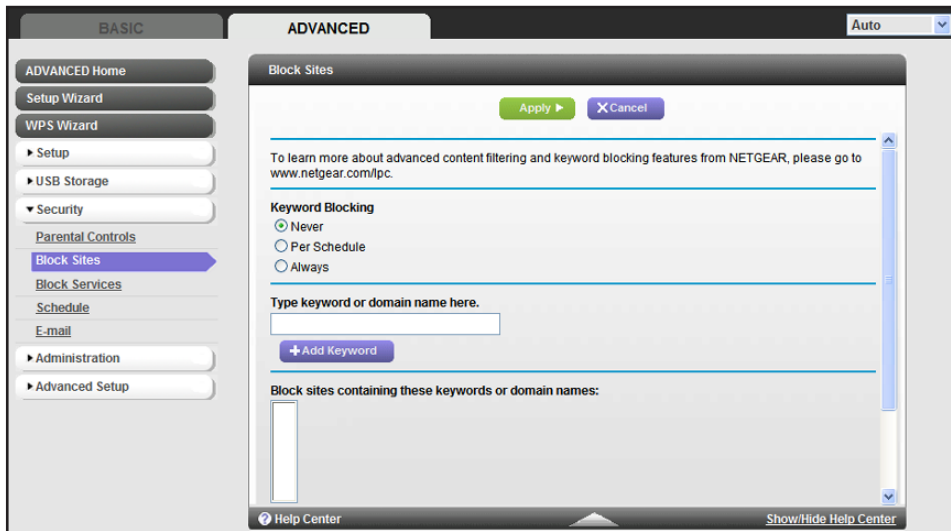 BASIC
ADVANCED
Auto
ADVANCED Home
Setup Wizard
WPS Wizard
Setup
USB Storage
Security
Parental Controls
Block Sites
Block Services
Schedule
E-mail
Administration
Advanced Setup
Block Sites
Apply
Cancel
To learn more about advanced content filtering and keyword blocking features from NETGEAR, please go to
www.netgear.com/lpc.
Keyword Blocking
Never
Per Schedule
Always
Type keyword or domain name here.
Add Keyword
Block sites containing these keywords or domain names:
Help Center
Show/Hide Help Center